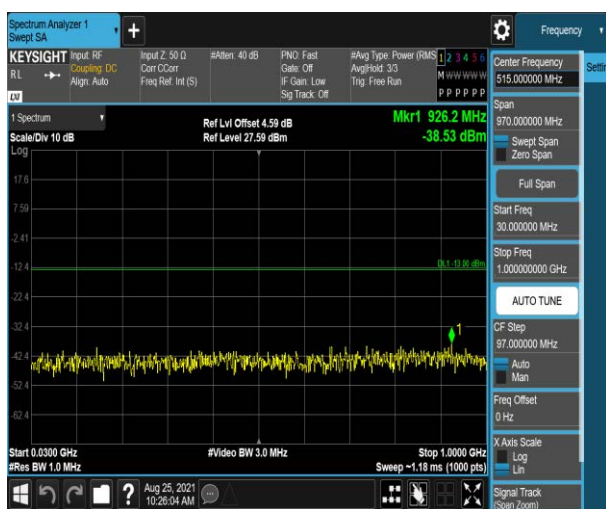 Spectrum Analyzer 1
Swept SA
Frequency
KEYSIGHT
RL
LXI
Input: RF
Coupling: DC
Align: Auto
Input Z: 50 Ω
Corr CCorr
Freq Ref: Int (S)
#Atten: 40 dB
PNO: Fast
Gate: Off
IF Gain: Low
Sig Track: Off
#Avg Type: Power (RMS
Avg|Hold: 3/3
Trig: Free Run
1 2 3 4 5 6
M W W W W W
P P P P P P
1 Spectrum
Scale/Div 10 dB
Log
Ref Lvl Offset 4.59 dB
Ref Level 27.59 dBm
Mkr1 926.2 MHz
-38.53 dBm
17.6
7.59
-2.41
-12.4
DL1 -13.00 dBm
-22.4
-32.4
1
-42.4
-52.4
-62.4
Start 0.0300 GHz
#Res BW 1.0 MHz
#Video BW 3.0 MHz
Stop 1.0000 GHz
Sweep ~1.18 ms (1000 pts)
Aug 25, 2021
10:26:04 AM
Center Frequency
515.000000 MHz
Settin
Span
970.000000 MHz
Swept Span
Zero Span
Full Span
Start Freq
30.000000 MHz
Stop Freq
1.000000000 GHz
AUTO TUNE
CF Step
97.000000 MHz
Auto
Man
Freq Offset
0 Hz
X Axis Scale
Log
Lin
Signal Track
(Span Zoom)